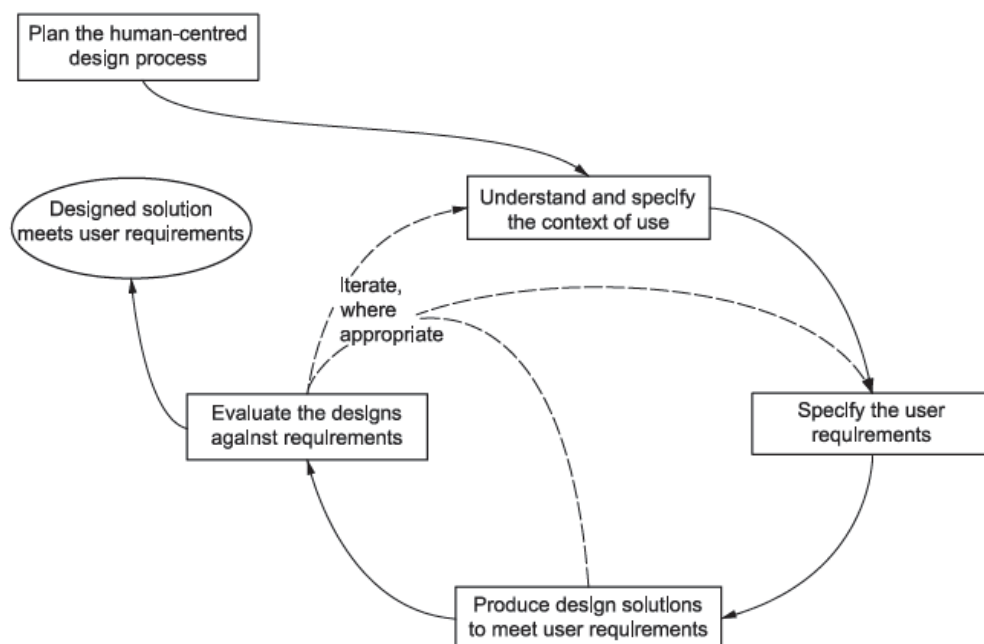 Plan the human-centred
design process
Understand and specify
the context of use
Designed solution
meets user requirements
Iterate,
where
appropriate
Evaluate the designs
against requirements
Specify the user
requirements
Produce design solutions
to meet user requirements